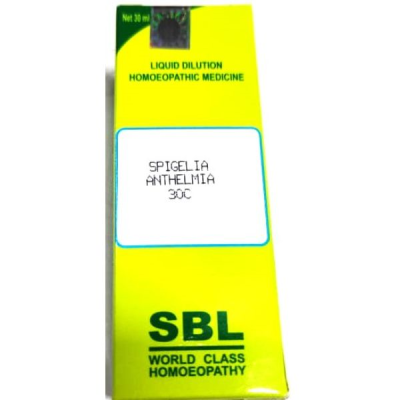 Net 30 ml
LIQUID DILUTION
HOMOEOPATHIC MEDICINE
SPIGELIA
ANTHELMIA
30C
SBL
WORLD CLASS
HOMOEOPATHY